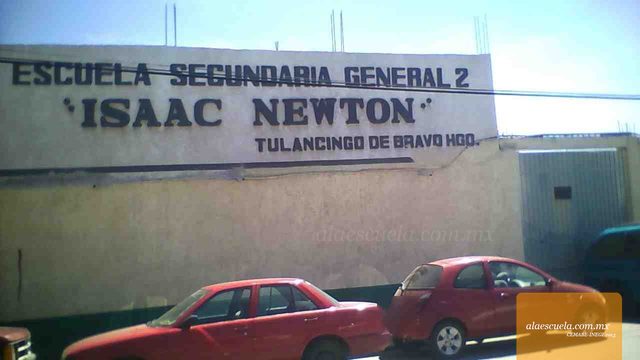 ESCUELA SECUNDARIA GENERAL 2
"ISAAC NEWTON"
TULANCINGO DE BRAVO HGO.
alaescuela.com.mx
alaescuela.com.mx